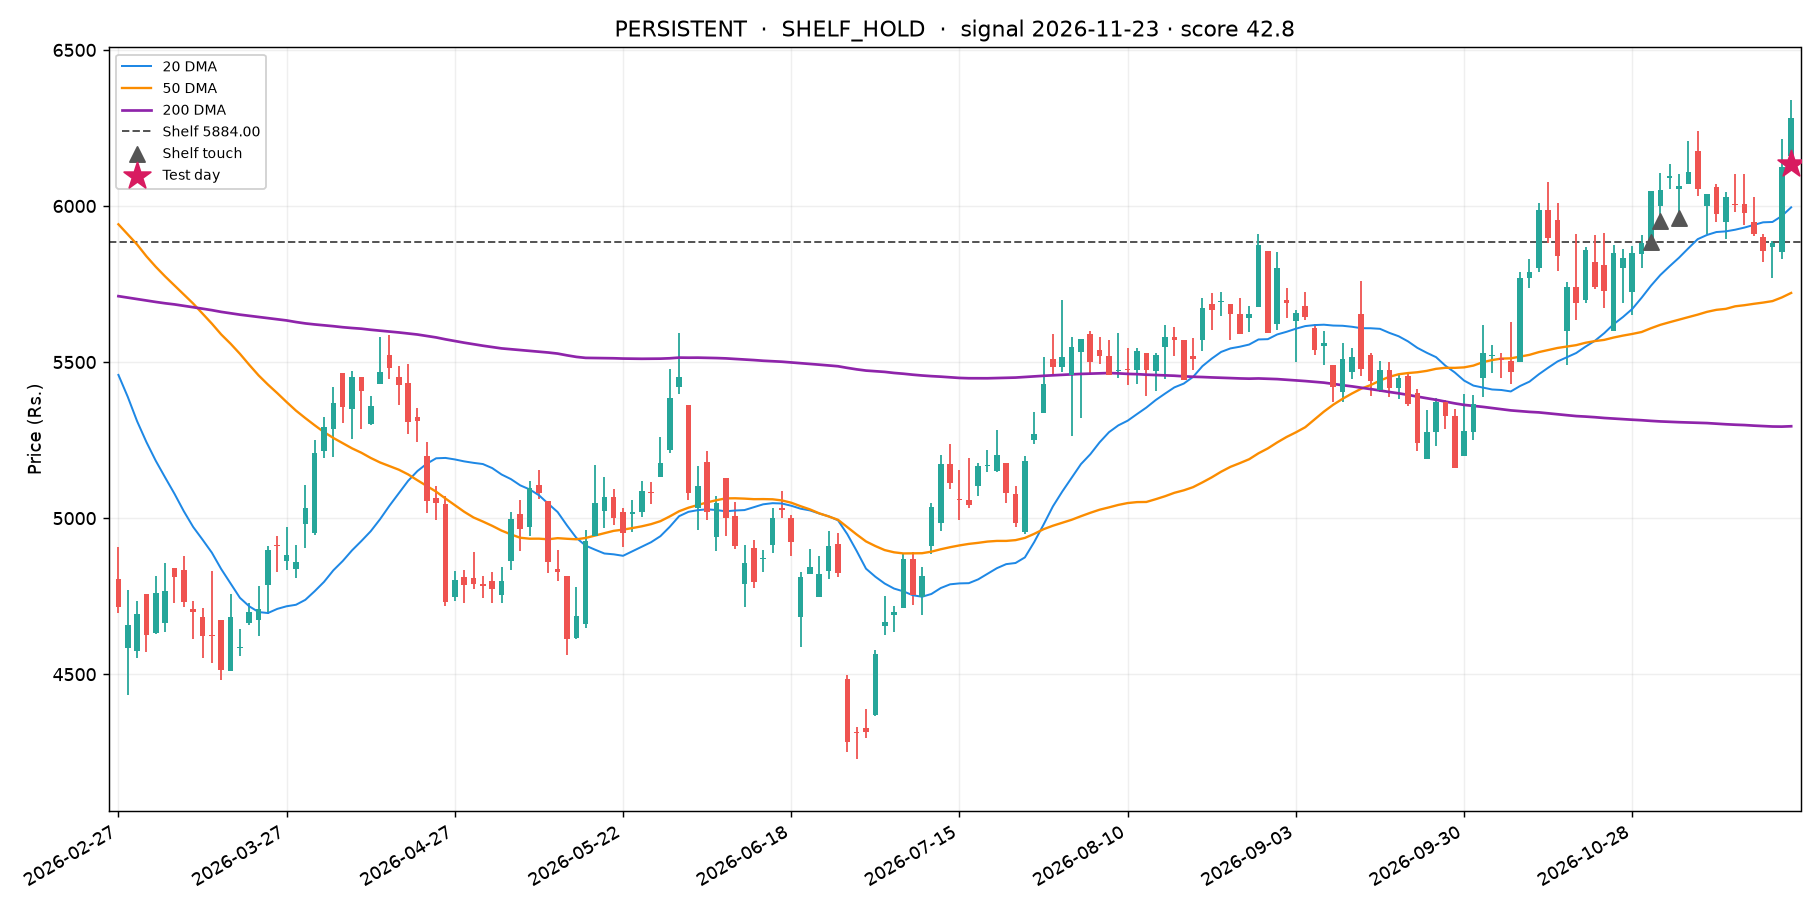 PERSISTENT · SHELF_HOLD · signal 2026-11-23 · score 42.8
6500
6000
5500
5000
4500
Price (Rs.)
20 DMA
50 DMA
200 DMA
Shelf 5884.00
Shelf touch
Test day
2026-02-27
2026-03-27
2026-04-27
2026-05-22
2026-06-18
2026-07-15
2026-08-10
2026-09-03
2026-09-30
2026-10-28